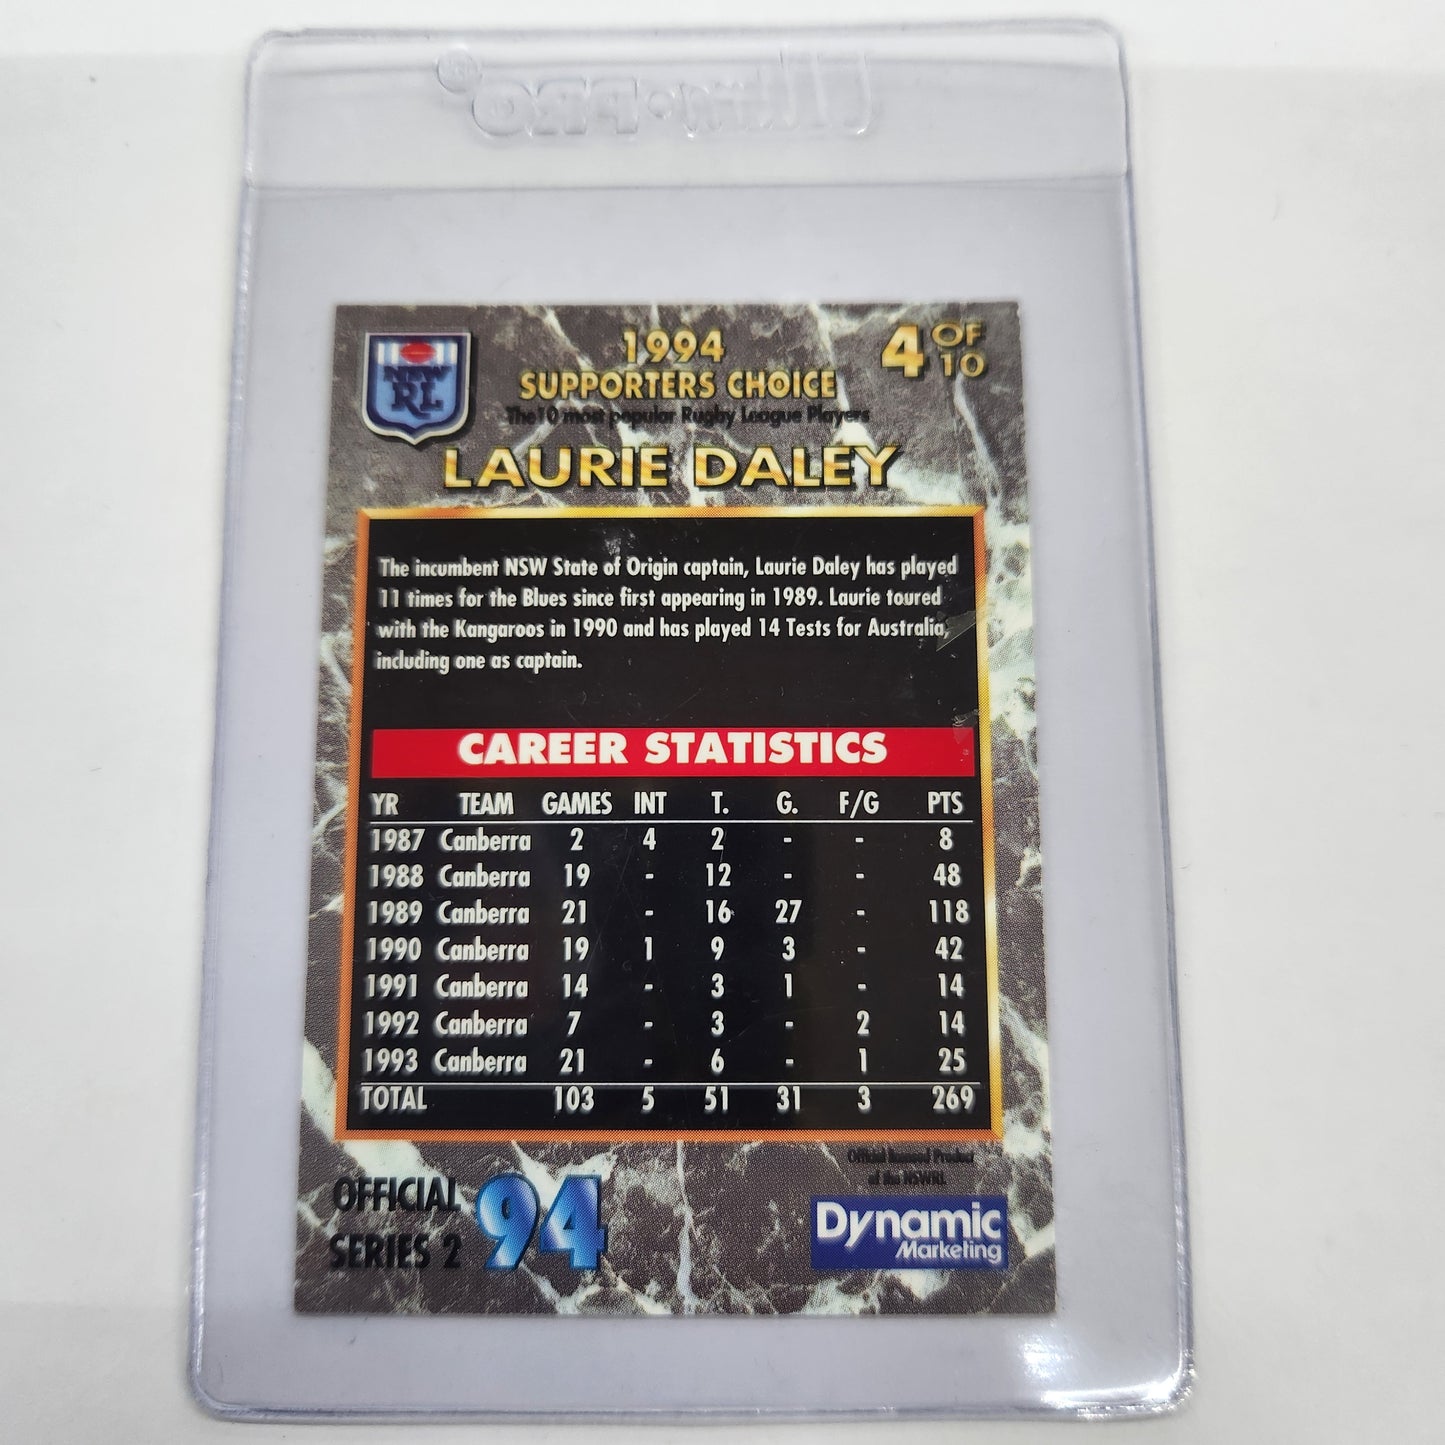 Ultra·PRO®
NSW
RL
1994
SUPPORTERS CHOICE
The 10 most popular Rugby League Players
4 OF 10
LAURIE DALEY
The incumbent NSW State of Origin captain, Laurie Daley has played
11 times for the Blues since first appearing in 1989. Laurie toured
with the Kangaroos in 1990 and has played 14 Tests for Australia,
including one as captain.
CAREER STATISTICS
YR TEAM GAMES INT T. G. F/G PTS
1987 Canberra 2 4 2 - - 8
1988 Canberra 19 - 12 - - 48
1989 Canberra 21 - 16 27 - 118
1990 Canberra 19 1 9 3 - 42
1991 Canberra 14 - 3 1 - 14
1992 Canberra 7 - 3 - 2 14
1993 Canberra 21 - 6 - 1 25
TOTAL 103 5 51 31 3 269
Official licensed Product
of the NSWRL
OFFICIAL
SERIES 2
94
Dynamic
Marketing